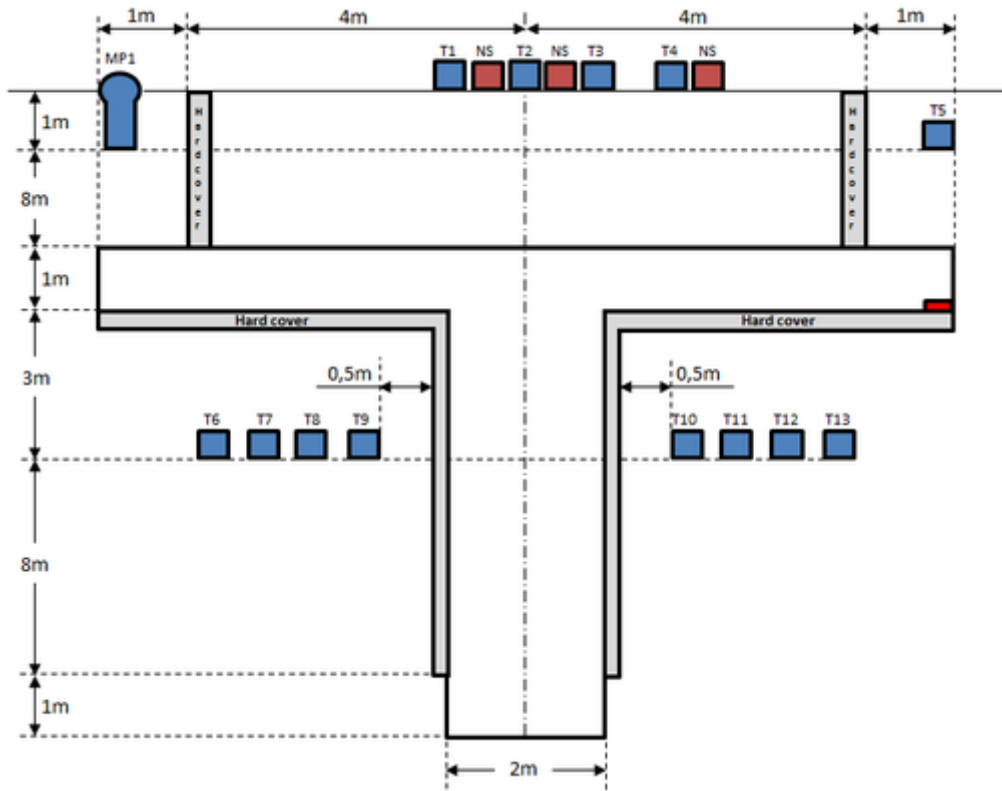 1m 4m 4m 1m
MP1 T1 NS T2 NS T3 T4 NS
1m Hardcover Hardcover T5
8m
1m
Hard cover Hard cover
3m 0,5m 0,5m
T6 T7 T8 T9 T10 T11 T12 T13
8m
1m
2m